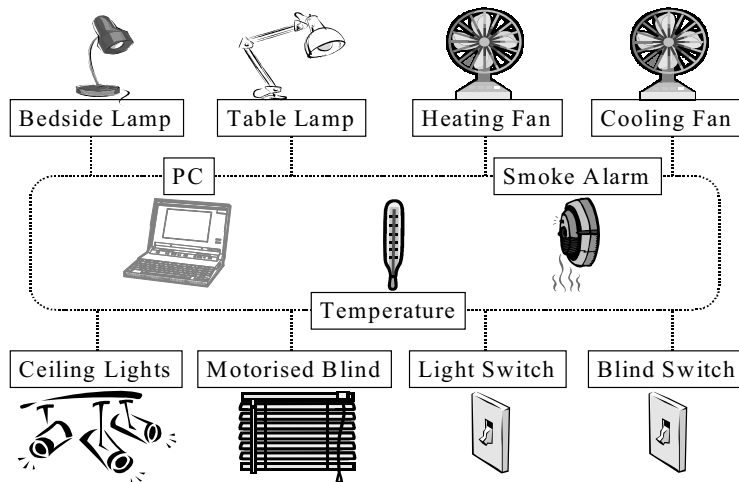 Bedside Lamp
Table Lamp
Heating Fan
Cooling Fan
PC
Smoke Alarm
Temperature
Ceiling Lights
Motorised Blind
Light Switch
Blind Switch